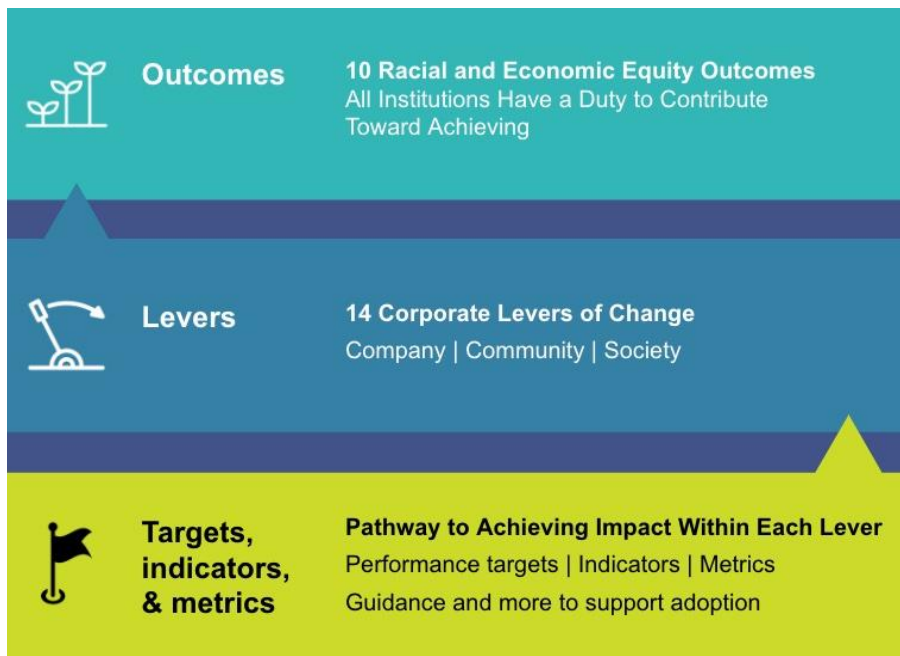 Outcomes
10 Racial and Economic Equity Outcomes
All Institutions Have a Duty to Contribute
Toward Achieving
Levers
14 Corporate Levers of Change
Company | Community | Society
Targets,
indicators,
& metrics
Pathway to Achieving Impact Within Each Lever
Performance targets | Indicators | Metrics
Guidance and more to support adoption